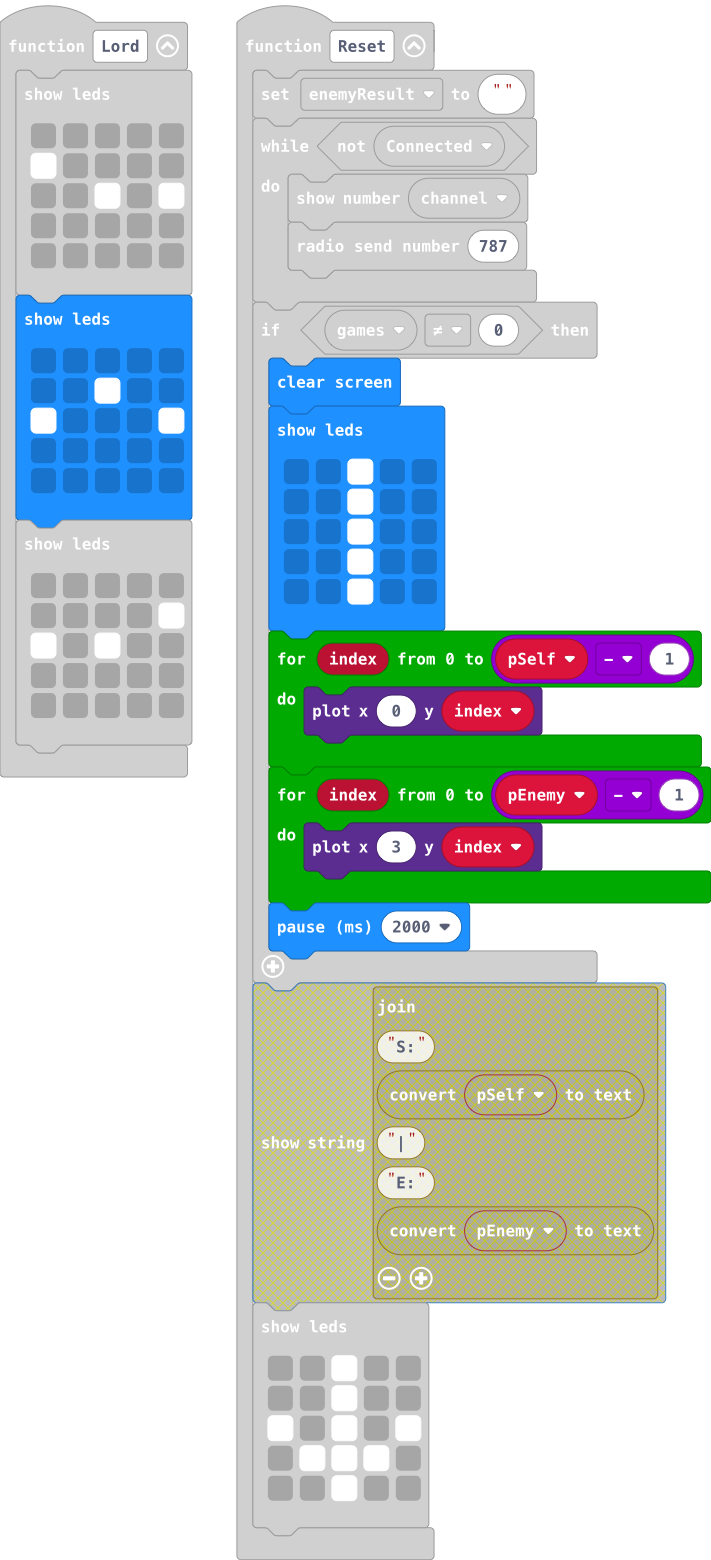 function Lord
show leds
show leds
show leds
function Reset
set enemyResult to " "
while not Connected
do
show number channel
radio send number 787
if games ≠ 0 then
clear screen
show leds
for index from 0 to pSelf - 1
do
plot x 0 y index
for index from 0 to pEnemy - 1
do
plot x 3 y index
pause (ms) 2000
show string
join
"S:"
convert pSelf to text
"|"
"E:"
convert pEnemy to text
show leds